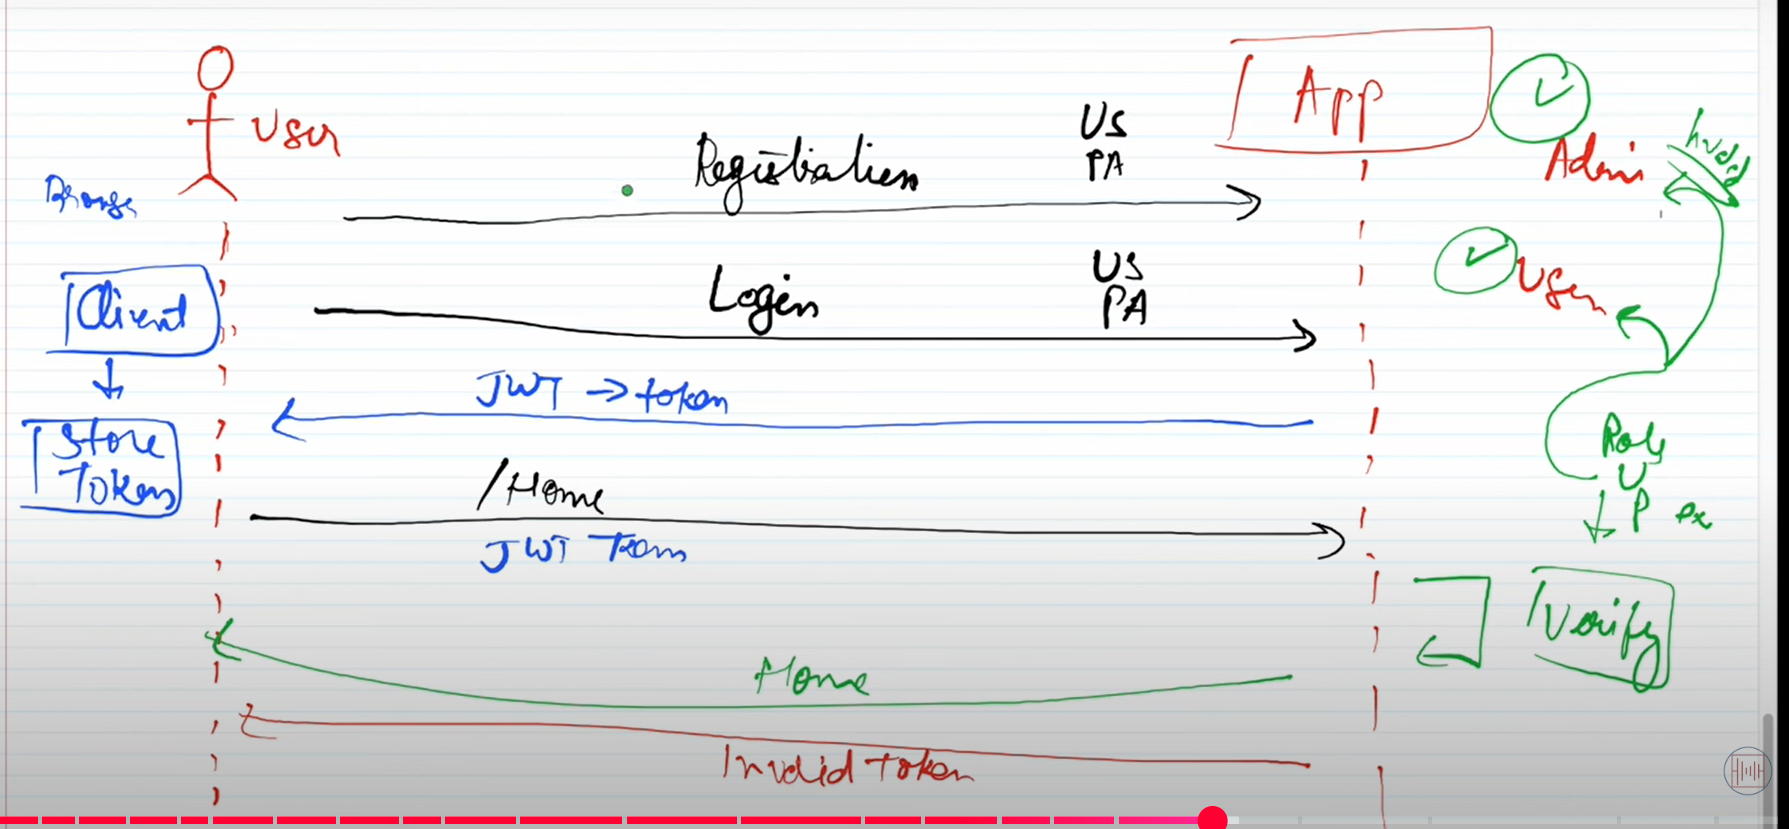 App
User
US
PA
Registration
Admin
Invalid
Browser
US
PA
Login
User
Client
JWT → token
Store
Token
Role
U
P ex
/Home
JWT Token
Verify
Home
Invalid token